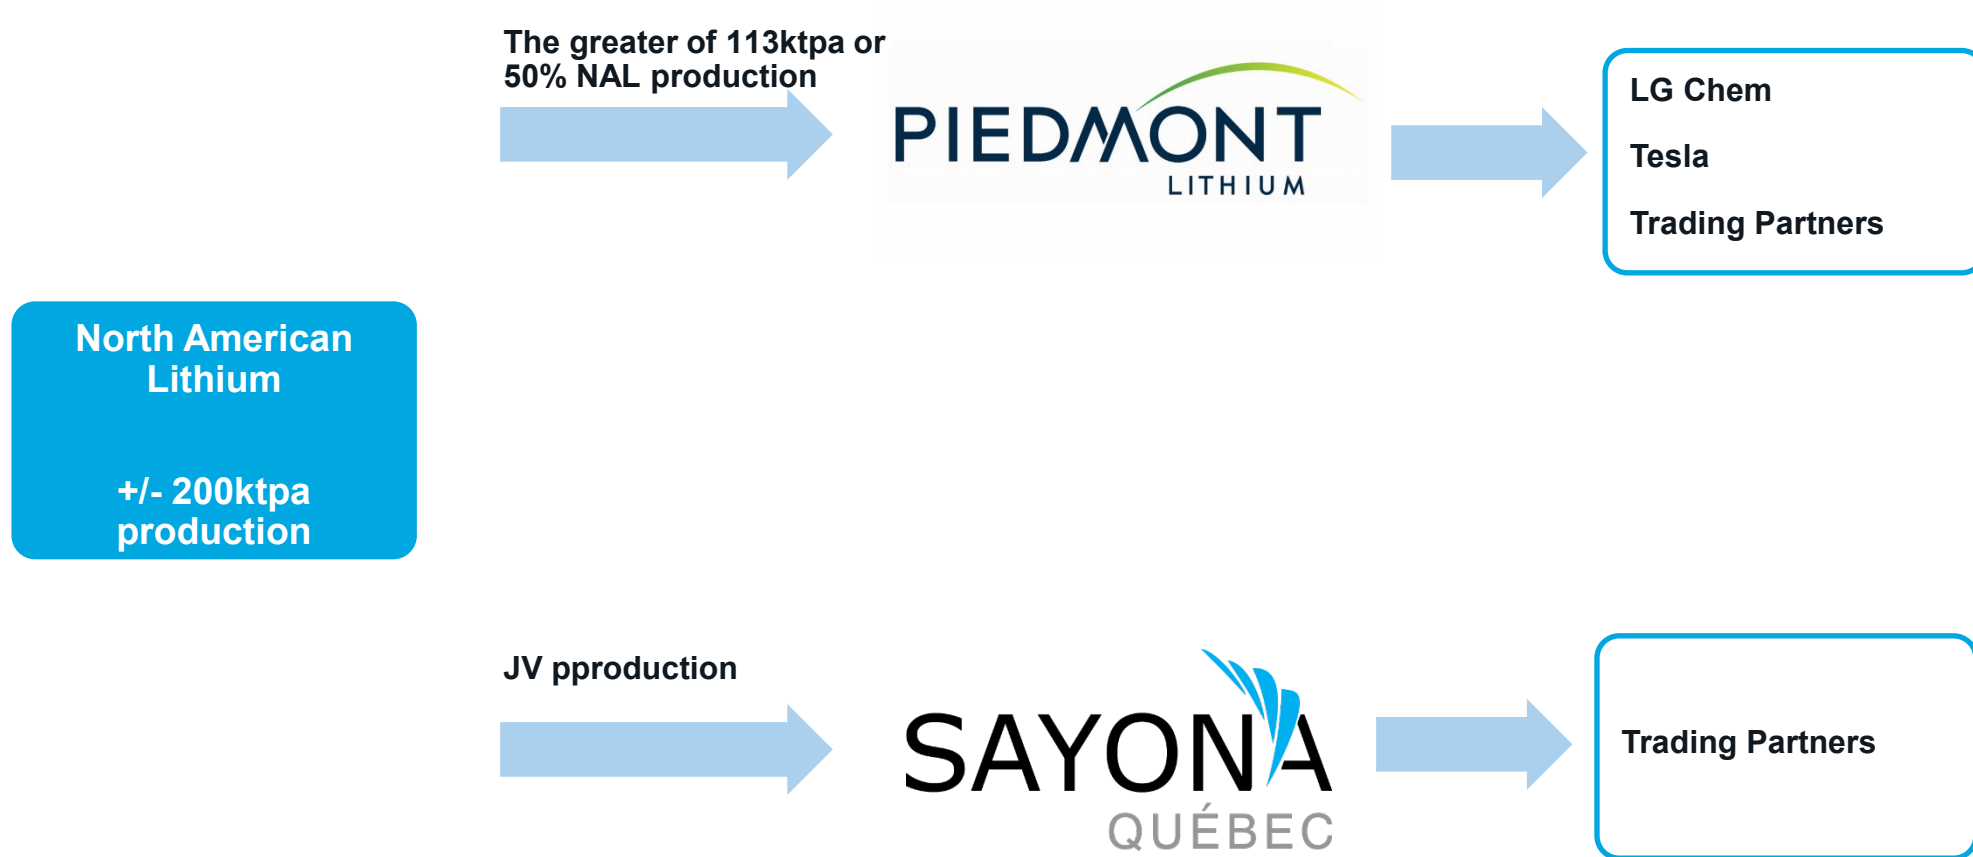 The greater of 113ktpa or
50% NAL production
PIEDMONT
LITHIUM
LG Chem
Tesla
Trading Partners
North American
Lithium
+/- 200ktpa
production
JV pproduction
SAYONA
QUÉBEC
Trading Partners